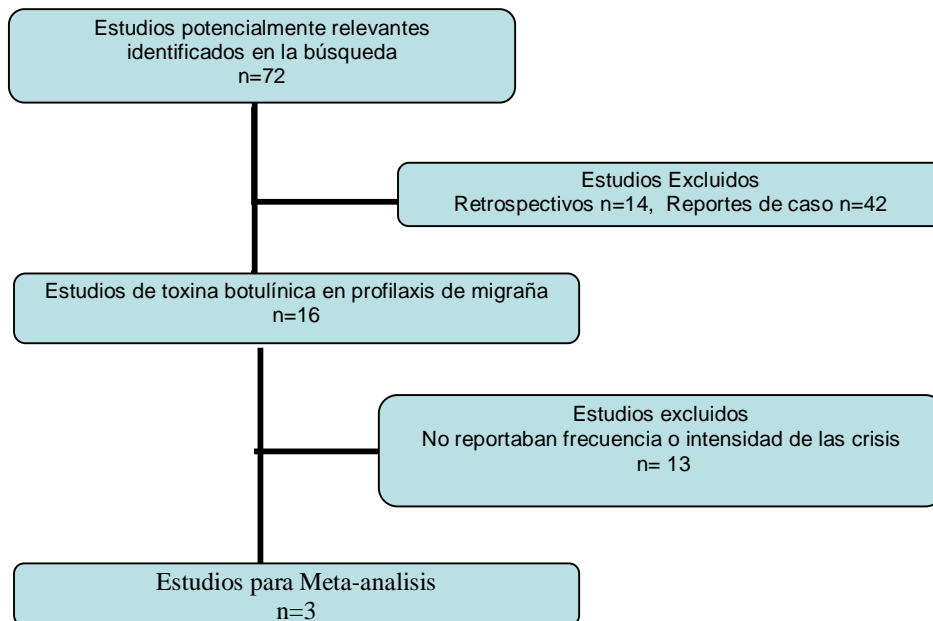 Estudios potencialmente relevantes
identificados en la búsqueda
n=72
Estudios Excluidos
Retrospectivos n=14, Reportes de caso n=42
Estudios de toxina botulínica en profilaxis de migraña
n=16
Estudios excluidos
No reportaban frecuencia o intensidad de las crisis
n= 13
Estudios para Meta-analisis
n=3